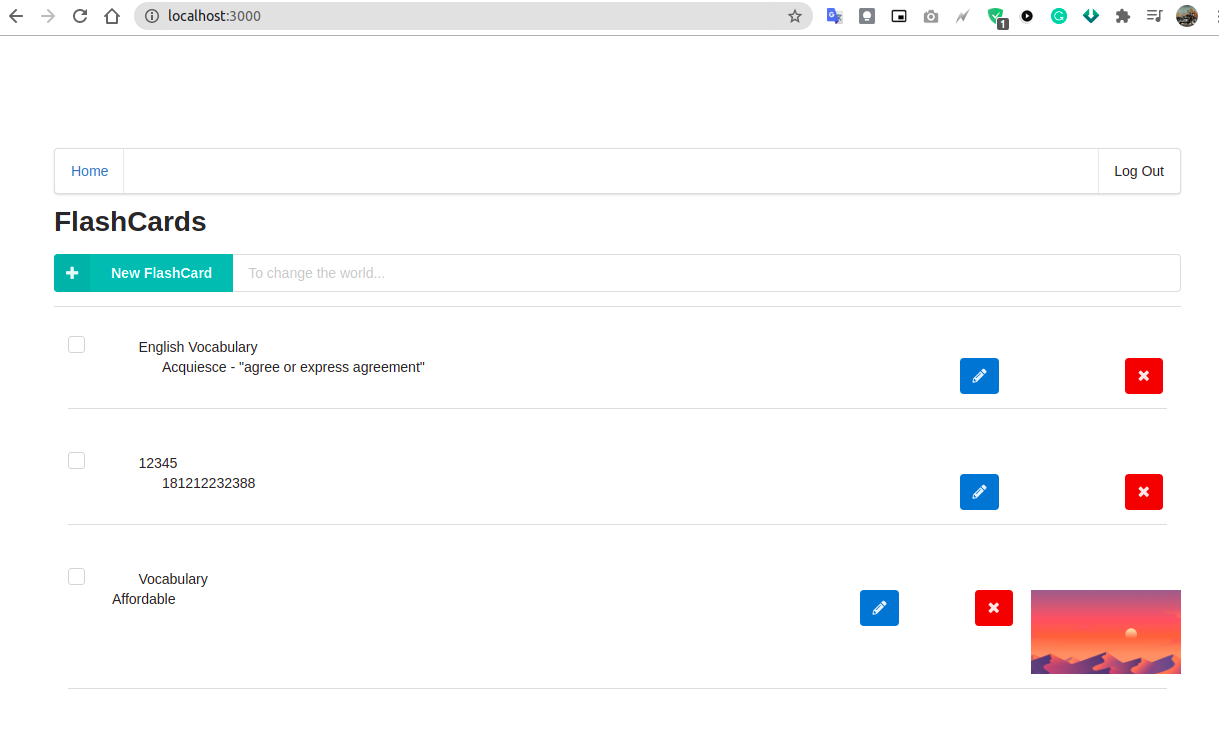 localhost:3000
1
Home
Log Out
FlashCards
New FlashCard
To change the world...
English Vocabulary
Acquiesce - "agree or express agreement"
12345
181212232388
Vocabulary
Affordable